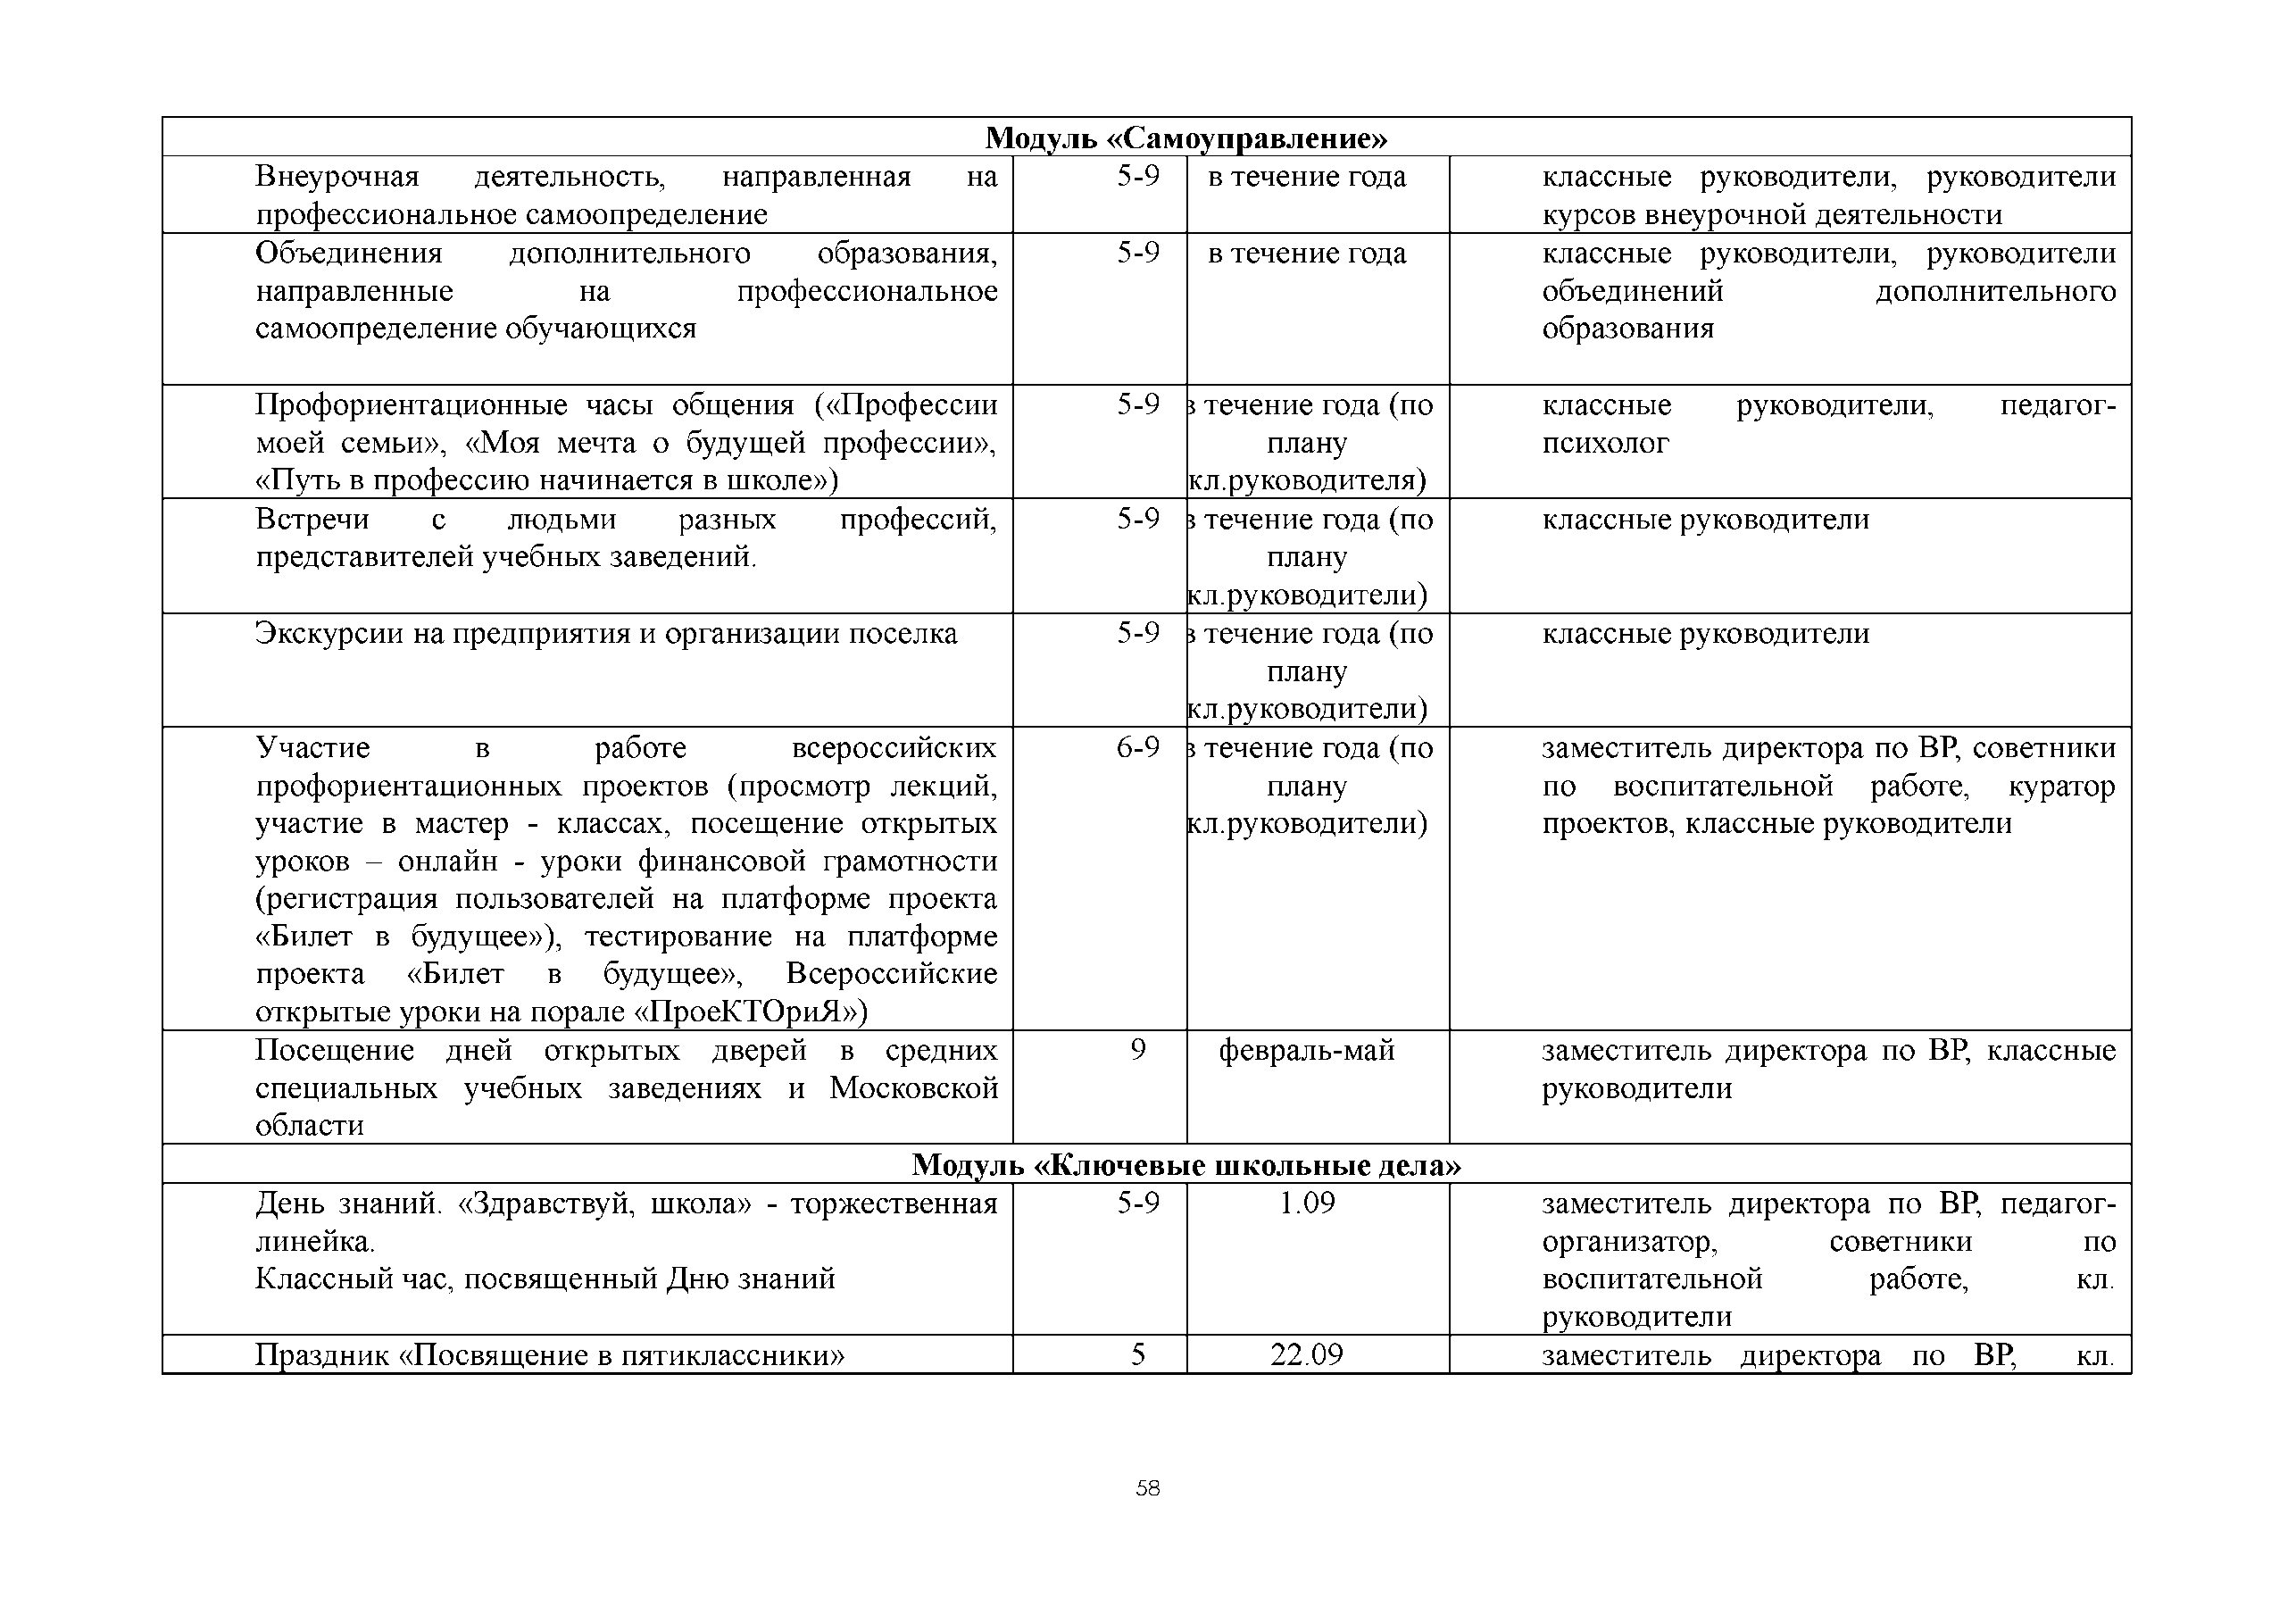 Модуль «Самоуправление»
Внеурочная деятельность, направленная на
профессиональное самоопределение
5-9
в течение года
классные руководители, руководители
курсов внеурочной деятельности
Объединения дополнительного образования,
направленные на профессиональное
самоопределение обучающихся
5-9
в течение года
классные руководители, руководители
объединений дополнительного
образования
Профориентационные часы общения («Профессии
моей семьи», «Моя мечта о будущей профессии»,
«Путь в профессию начинается в школе»)
5-9
в течение года (по
плану
кл.руководителя)
классные руководители, педагог-
психолог
Встречи с людьми разных профессий,
представителей учебных заведений.
5-9
в течение года (по
плану
кл.руководители)
классные руководители
Экскурсии на предприятия и организации поселка
5-9
в течение года (по
плану
кл.руководители)
классные руководители
Участие в работе всероссийских
профориентационных проектов (просмотр лекций,
участие в мастер - классах, посещение открытых
уроков – онлайн - уроки финансовой грамотности
(регистрация пользователей на платформе проекта
«Билет в будущее»), тестирование на платформе
проекта «Билет в будущее», Всероссийские
открытые уроки на порале «ПроеКТОриЯ»)
6-9
в течение года (по
плану
кл.руководители)
заместитель директора по ВР, советники
по воспитательной работе, куратор
проектов, классные руководители
Посещение дней открытых дверей в средних
специальных учебных заведениях и Московской
области
9
февраль-май
заместитель директора по ВР, классные
руководители
Модуль «Ключевые школьные дела»
День знаний. «Здравствуй, школа» - торжественная
линейка.
Классный час, посвященный Дню знаний
5-9
1.09
заместитель директора по ВР, педагог-
организатор, советники по
воспитательной работе, кл.
руководители
Праздник «Посвящение в пятиклассники»
5
22.09
заместитель директора по ВР, кл.
58